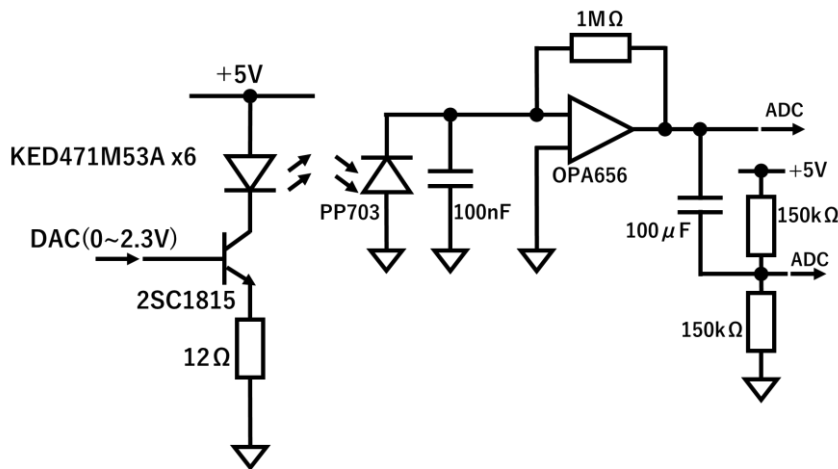 1MΩ
+5V
ADC
KED471M53A x6
OPA656
+5V
PP703
100nF
150kΩ
100μF
DAC(0~2.3V)
ADC
2SC1815
150kΩ
12Ω